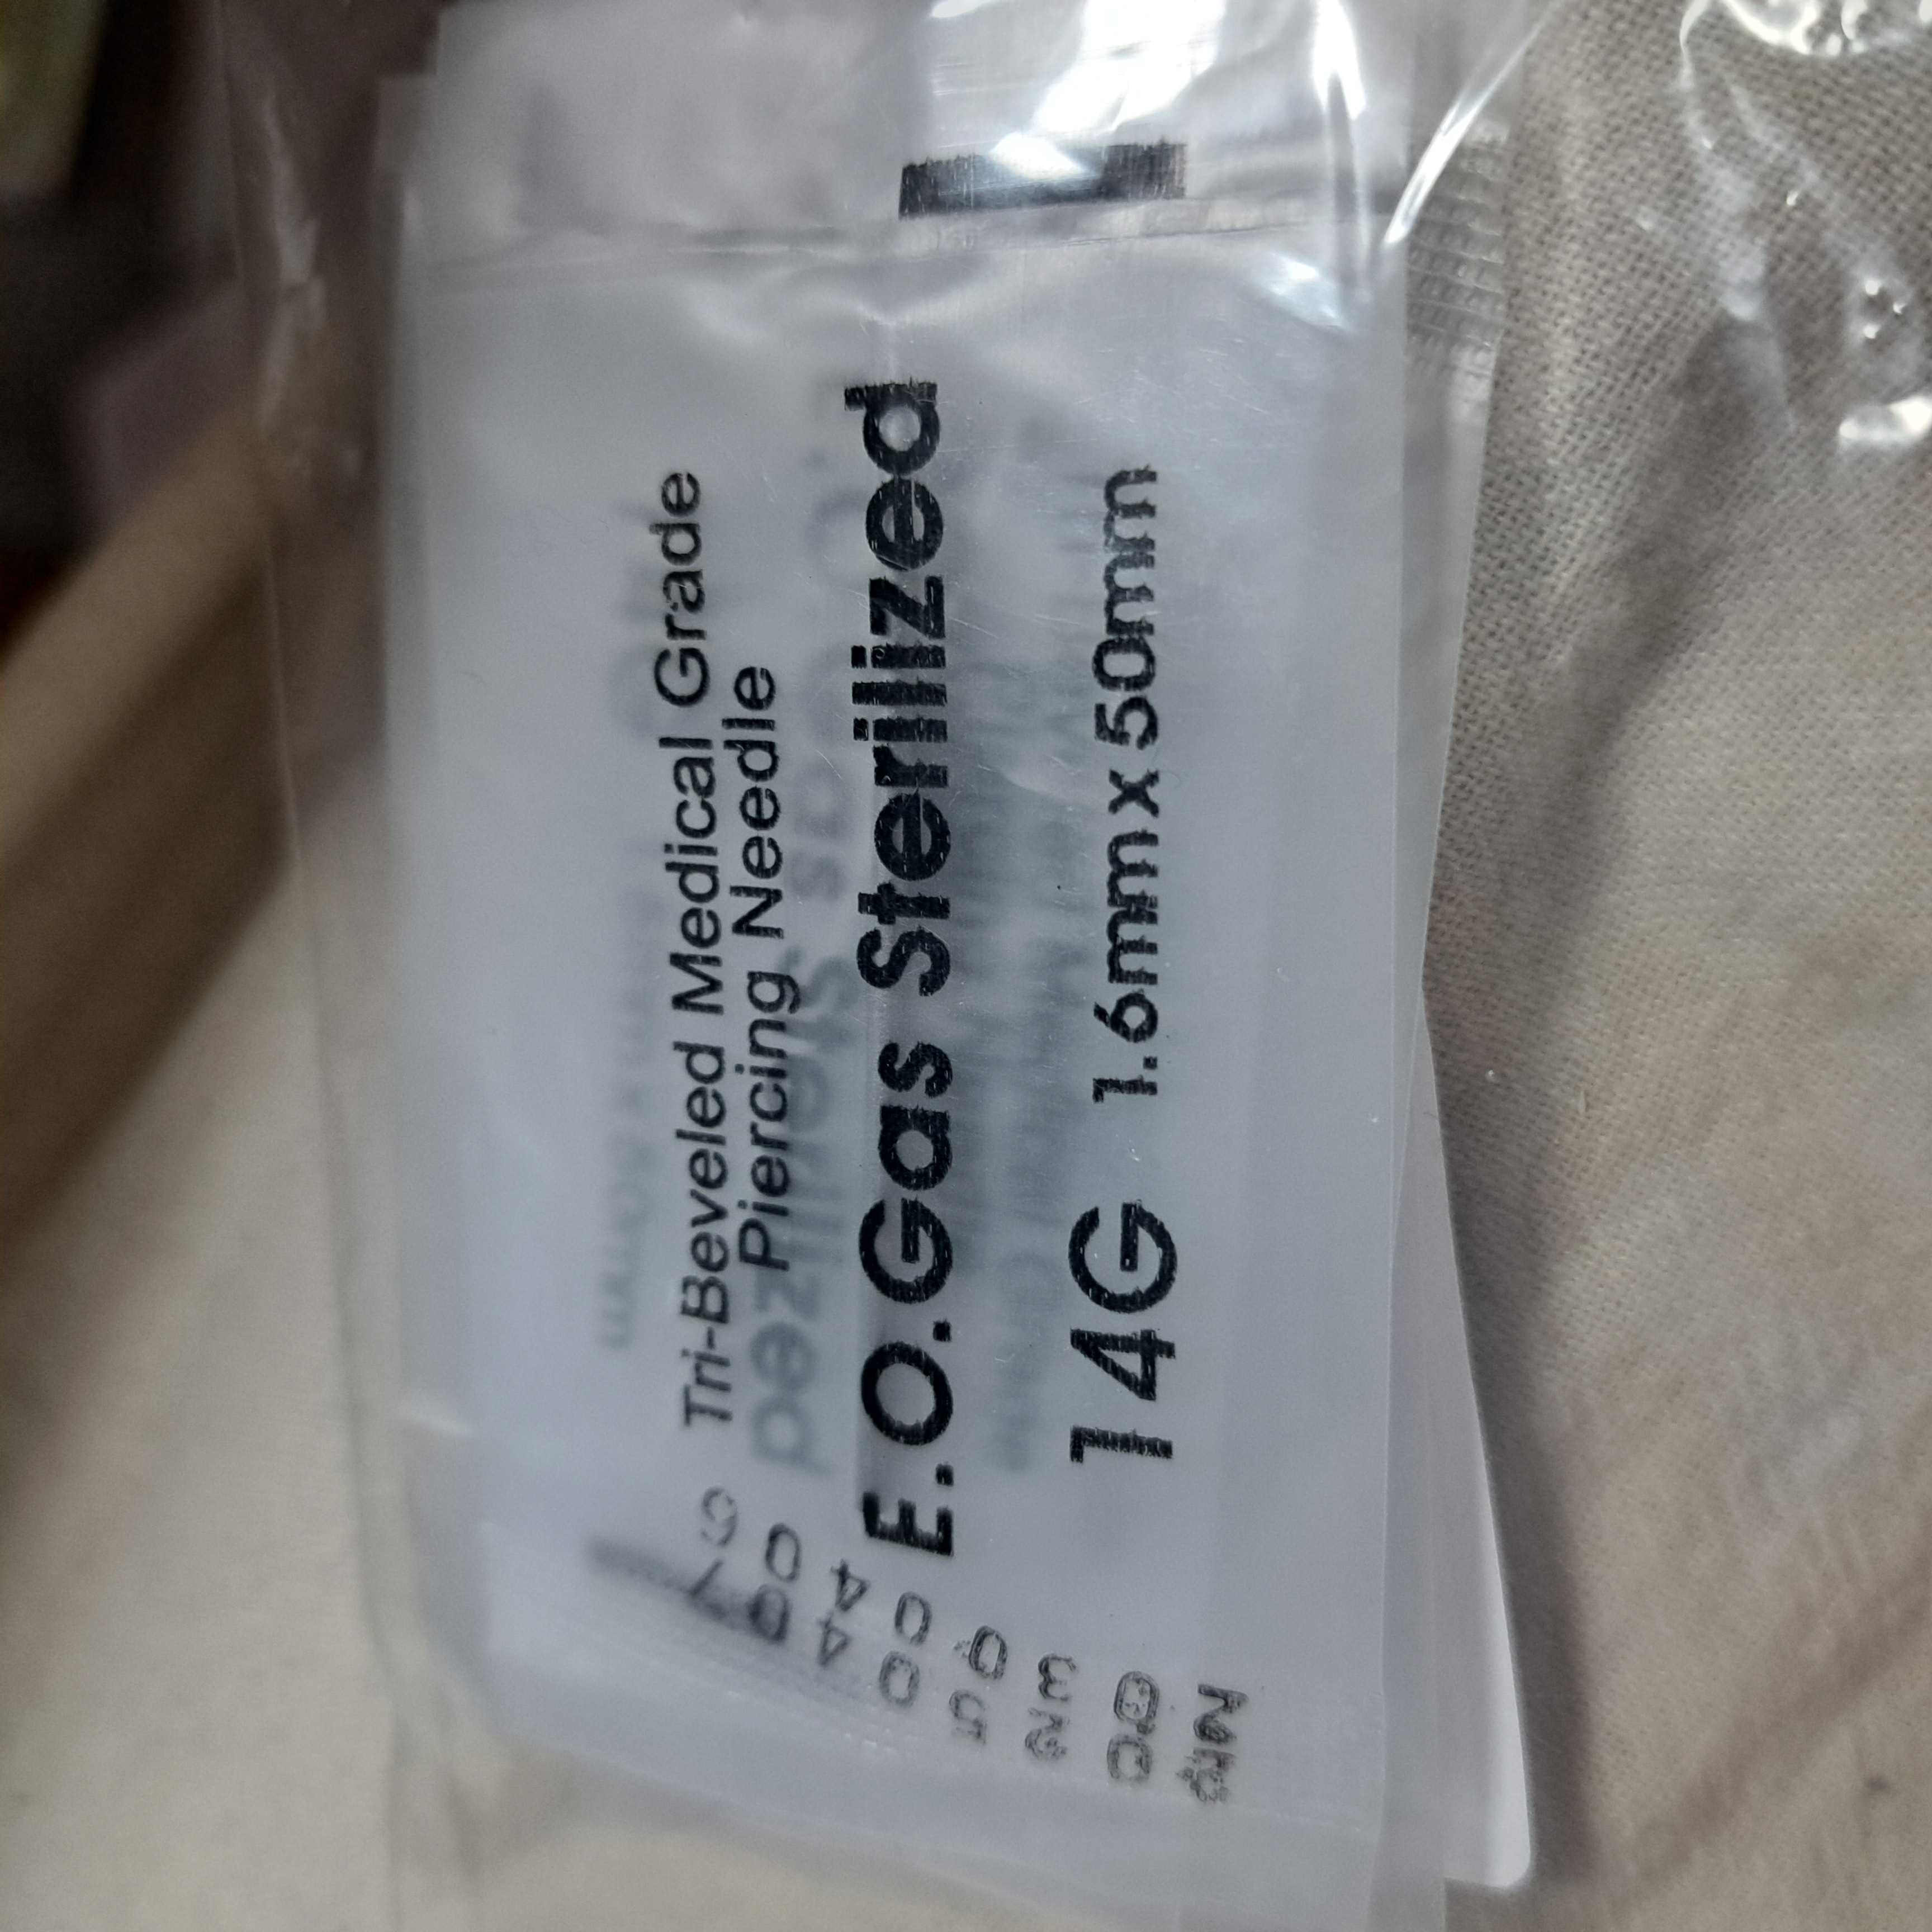 Tri-Beveled Medical Grade
Piercing Needle
E.O.Gas Sterilized
14G 1.6mm x 50mm